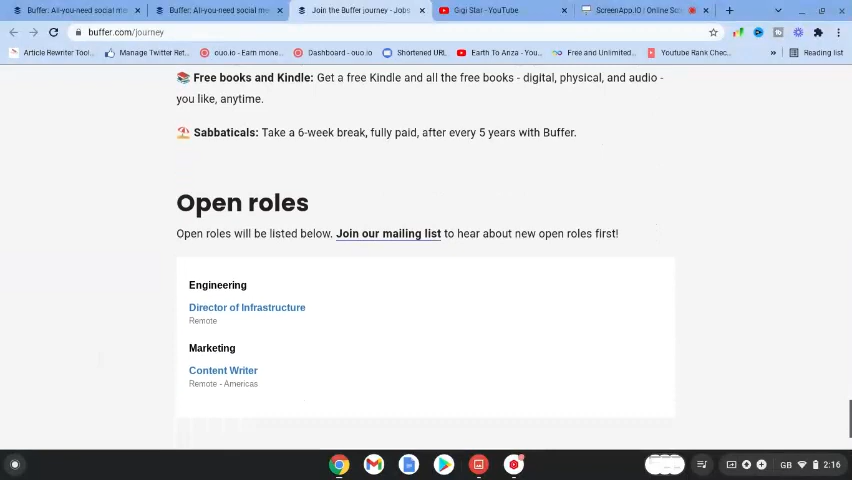 Buffer: All-you-need social me
Buffer: All-you-need social me
Join the Buffer journey - Jobs
Gigi Star - YouTube
ScreenApp.IO | Online Scr
buffer.com/journey
Article Rewriter Tool...
Manage Twitter Ret...
ouo.io - Earn mone...
Dashboard - ouo.io
Shortened URL
Earth To Anza - You...
Free and Unlimited...
Youtube Rank Chec...
»
Reading list
Free books and Kindle: Get a free Kindle and all the free books - digital, physical, and audio -
you like, anytime.
Sabbaticals: Take a 6-week break, fully paid, after every 5 years with Buffer.
Open roles
Open roles will be listed below. Join our mailing list to hear about new open roles first!
Engineering
Director of Infrastructure
Remote
Marketing
Content Writer
Remote - Americas
GB
2:16